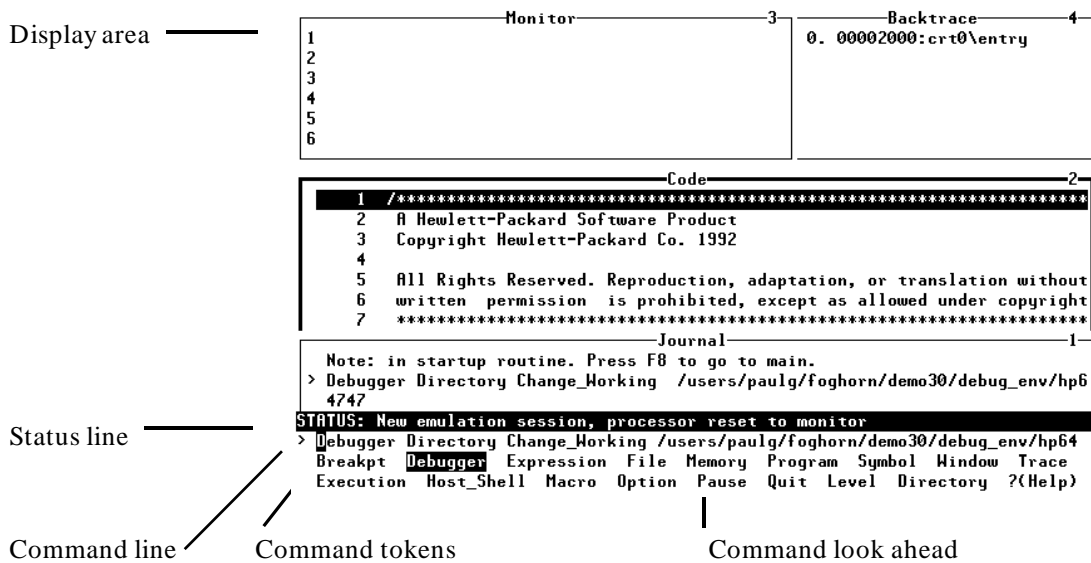 Display area
Monitor 3
1
2
3
4
5
6
Backtrace 4
0. 00002000:crt0\entry
Code 2
1 /*********************************************************************
2 A Hewlett-Packard Software Product
3 Copyright Hewlett-Packard Co. 1992
4
5 All Rights Reserved. Reproduction, adaptation, or translation without
6 written permission is prohibited, except as allowed under copyright
7 *********************************************************************
Journal 1
Note: in startup routine. Press F8 to go to main.
> Debugger Directory Change_Working /users/paulg/foghorn/demo30/debug_env/hp6
4747
STATUS: New emulation session, processor reset to monitor
Status line
> Debugger Directory Change_Working /users/paulg/foghorn/demo30/debug_env/hp64
Breakpt Debugger Expression File Memory Program Symbol Window Trace
Execution Host_Shell Macro Option Pause Quit Level Directory ?(Help)
Command line
Command tokens
Command look ahead